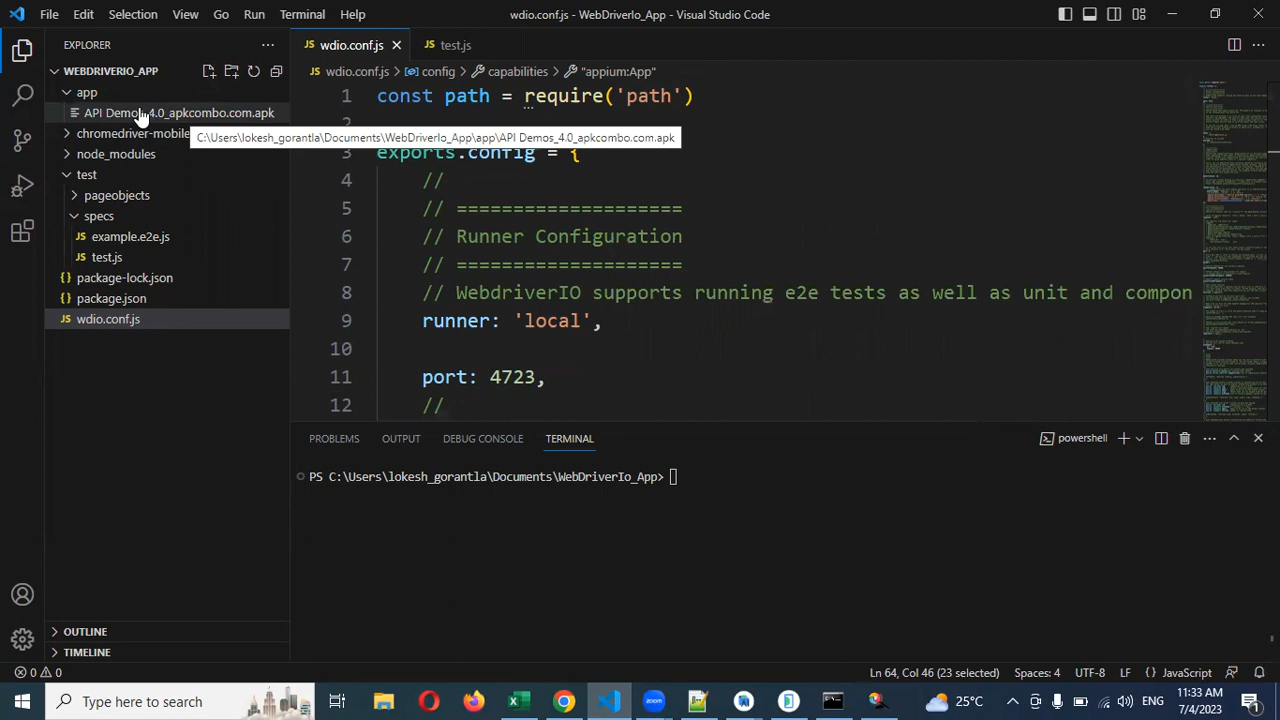 File Edit Selection View Go Run Terminal Help
wdio.conf.js - WebDriverIo_App - Visual Studio Code
EXPLORER
WEBDRIVERIO_APP
app
API Demos_4.0_apkcombo.com.apk
chromedriver-mobile
node_modules
test
pageobjects
specs
JS example.e2e.js
JS test.js
{} package-lock.json
{} package.json
JS wdio.conf.js
OUTLINE
TIMELINE
JS wdio.conf.js
JS test.js
JS wdio.conf.js > config > capabilities > "appium:App"
C:\Users\lokesh_gorantla\Documents\WebDriverIo_App\app\API Demos_4.0_apkcombo.com.apk
1 const path = require('path')
3 exports.config = {
4 //
5 // ====================
6 // Runner Configuration
7 // ====================
8 // WebdriverIO supports running e2e tests as well as unit and compon
9 runner: 'local',
10
11 port: 4723,
12 //
PROBLEMS OUTPUT DEBUG CONSOLE TERMINAL
powershell
PS C:\Users\lokesh_gorantla\Documents\WebDriverIo_App>
0 0
Ln 64, Col 46 (23 selected) Spaces: 4 UTF-8 LF {} JavaScript
Type here to search
25°C
ENG
11:33 AM
7/4/2023
1